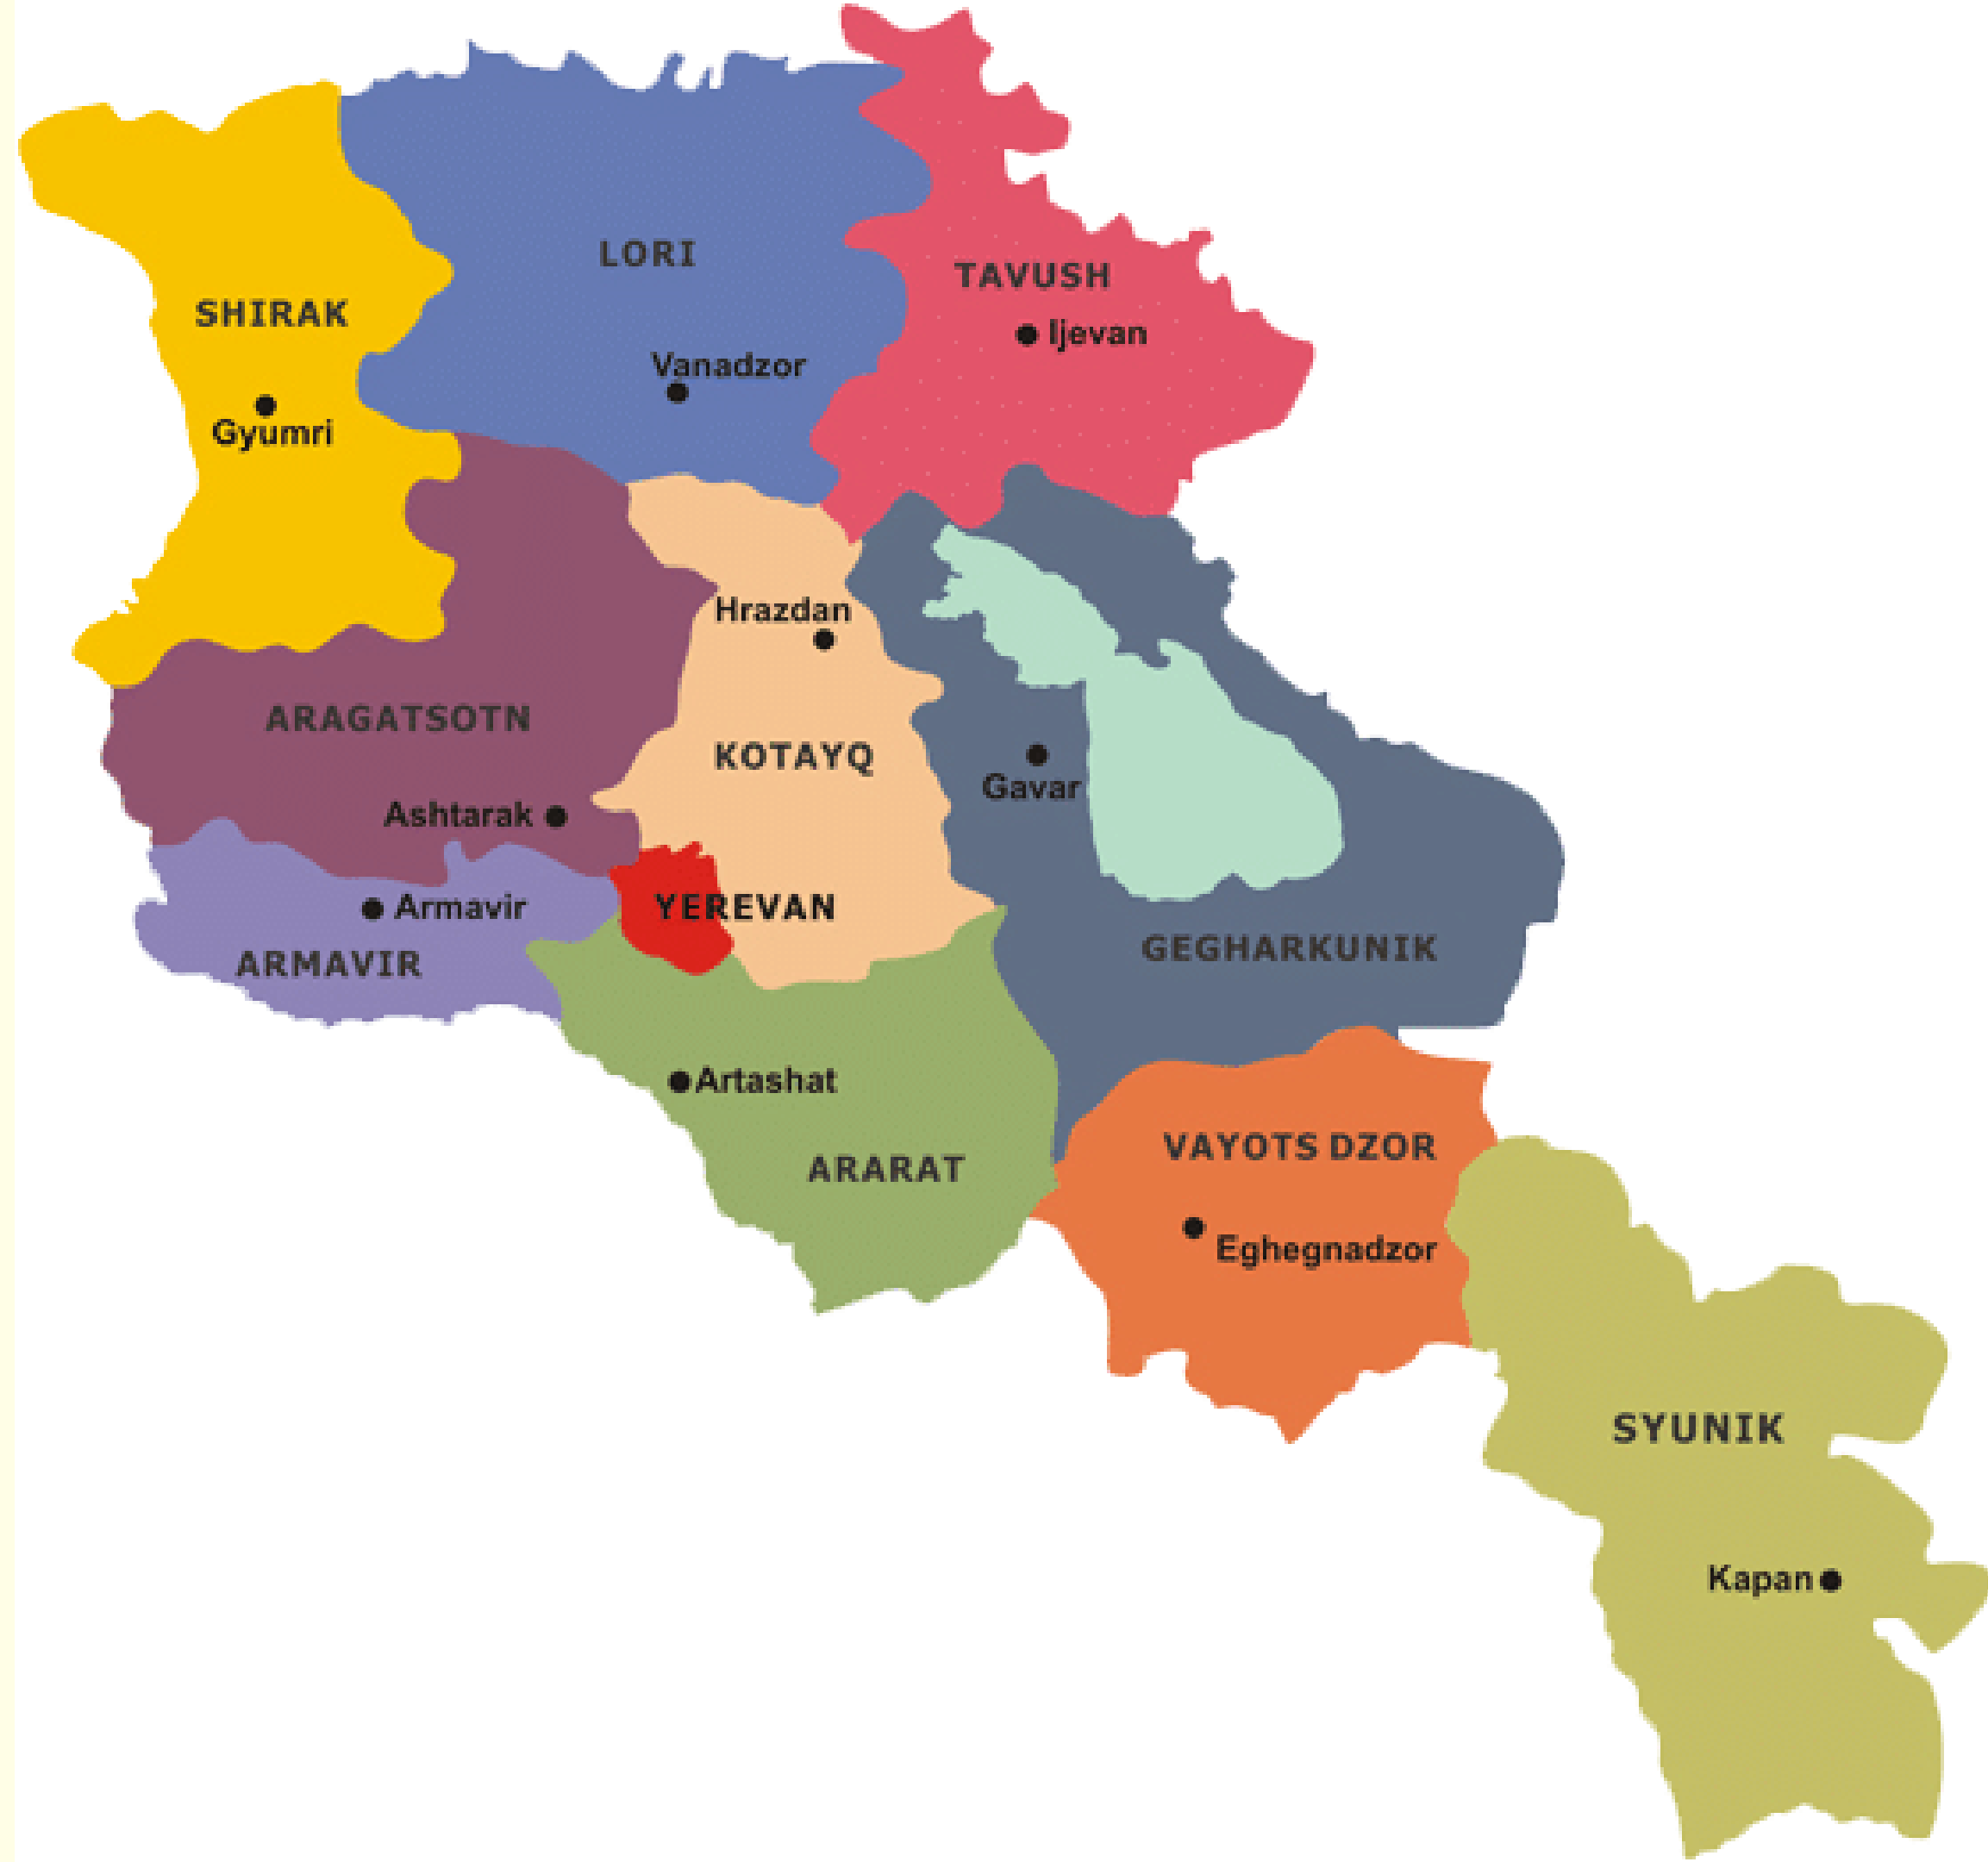 LORI
TAVUSH
SHIRAK
Ijevan
Vanadzor
Gyumri
Hrazdan
ARAGATSOTN
KOTAYQ
Gavar
Ashtarak
Armavir
YEREVAN
GEGHARKUNIK
ARMAVIR
Artashat
VAYOTS DZOR
ARARAT
Eghegnadzor
SYUNIK
Kapan